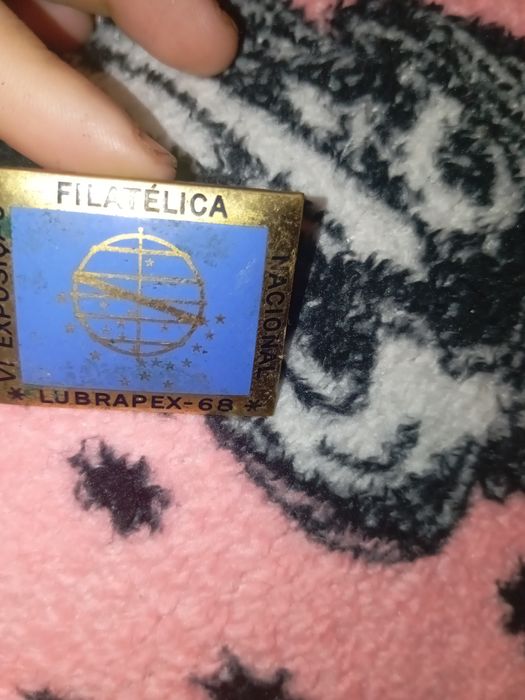 VI EXPOSIÇÃO
FILATÉLICA
NACIONAL
* LUBRAPEX-68 *